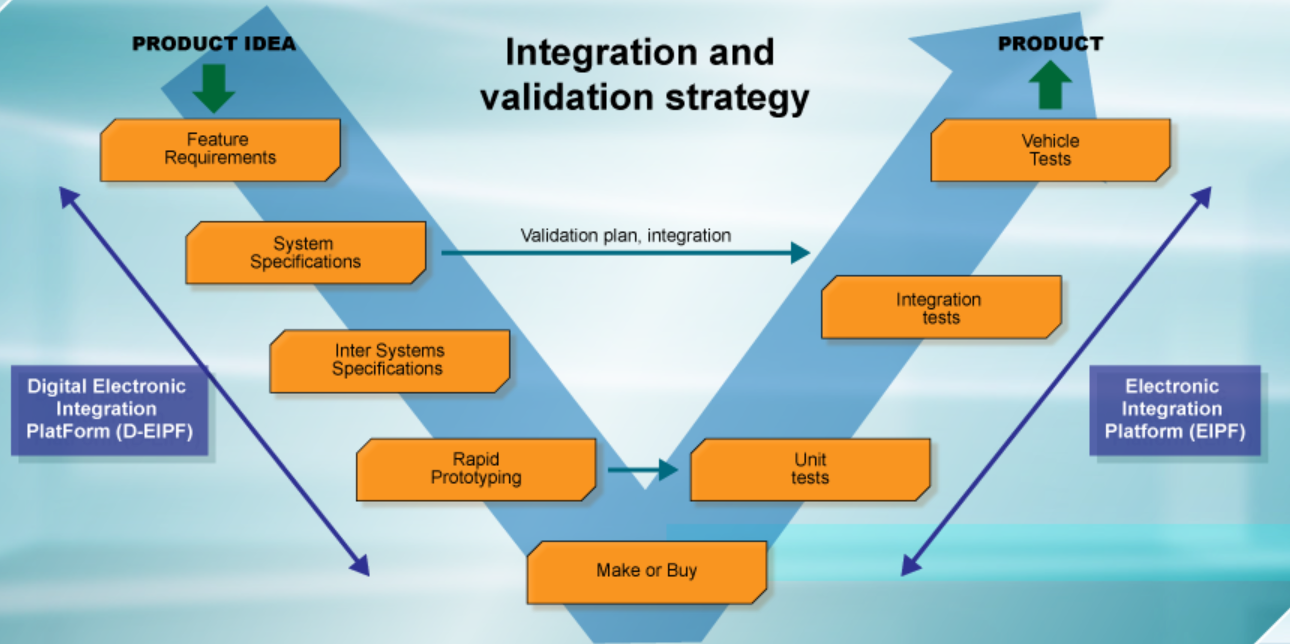 PRODUCT IDEA
Integration and
validation strategy
PRODUCT
Feature
Requirements
Vehicle
Tests
System
Specifications
Validation plan, integration
Integration
tests
Inter Systems
Specifications
Digital Electronic
Integration
PlatForm (D-EIPF)
Electronic
Integration
Platform (EIPF)
Rapid
Prototyping
Unit
tests
Make or Buy